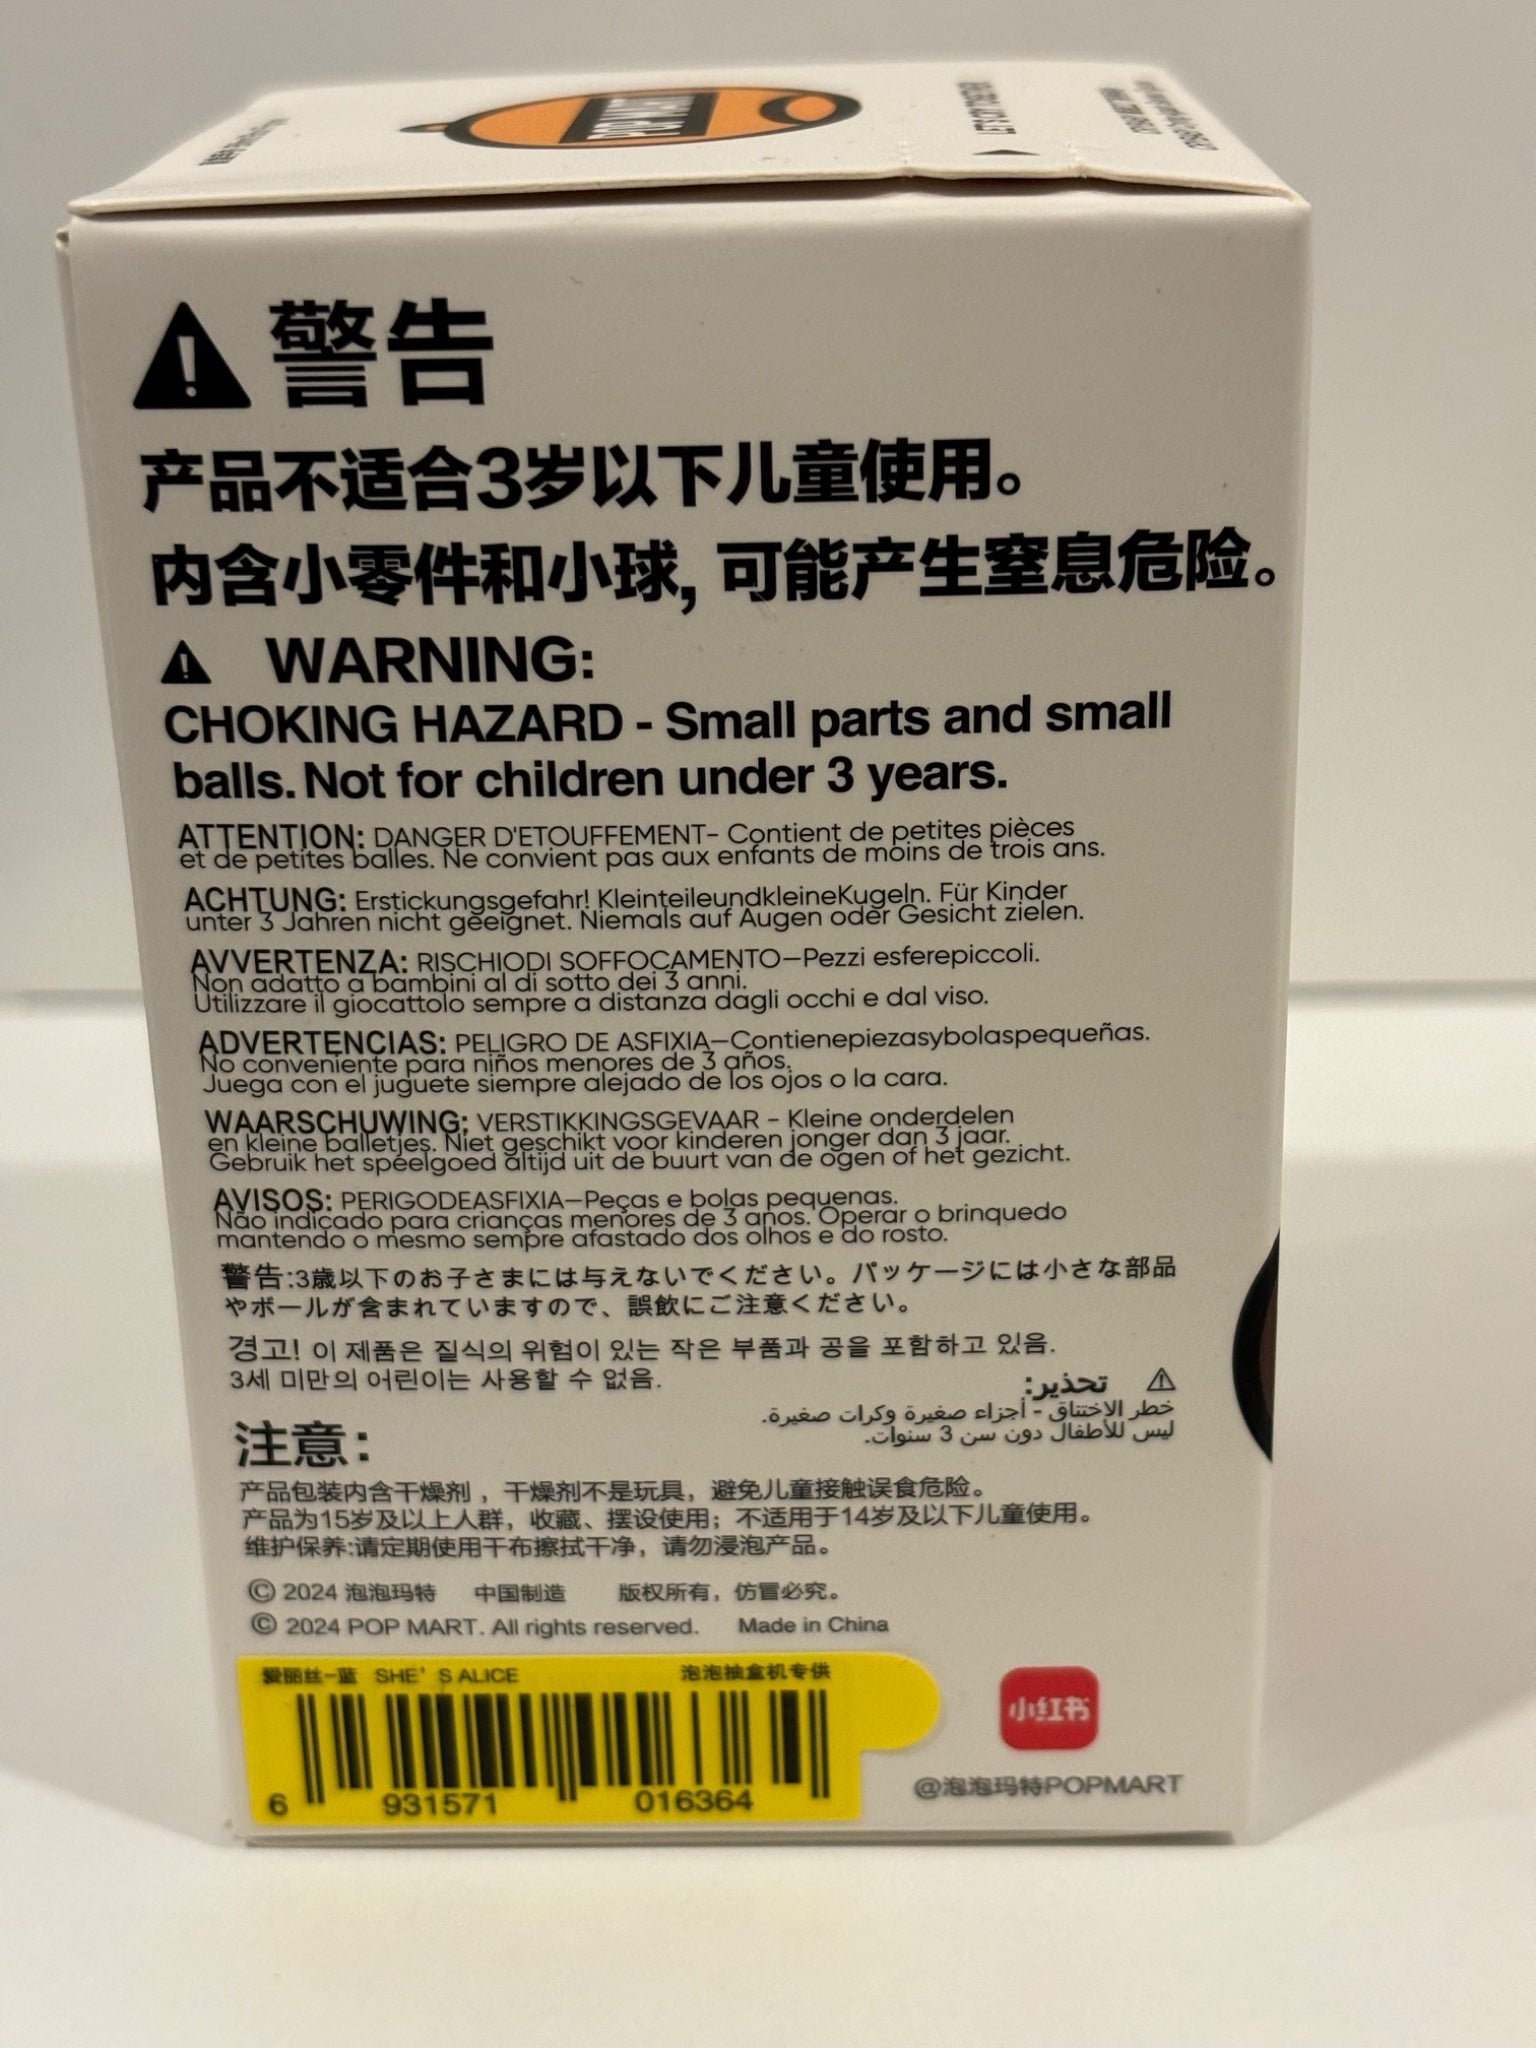 POP MART
警告
产品不适合3岁以下儿童使用。
内含小零件和小球, 可能产生窒息危险。
WARNING:
CHOKING HAZARD - Small parts and small
balls. Not for children under 3 years.
ATTENTION: DANGER D'ETOUFFEMENT- Contient de petites pièces
et de petites balles. Ne convient pas aux enfants de moins de trois ans.
ACHTUNG: Erstickungsgefahr! KleinteileundkleineKugeln. Für Kinder
unter 3 Jahren nicht geeignet. Niemals auf Augen oder Gesicht zielen.
AVVERTENZA: RISCHIODI SOFFOCAMENTO—Pezzi esferepiccoli.
Non adatto a bambini al di sotto dei 3 anni.
Utilizzare il giocattolo sempre a distanza dagli occhi e dal viso.
ADVERTENCIAS: PELIGRO DE ASFIXIA—Contienepiezasybolaspequeñas.
No conveniente para niños menores de 3 años.
Juega con el juguete siempre alejado de los ojos o la cara.
WAARSCHUWING: VERSTIKKINGSGEVAAR - Kleine onderdelen
en kleine balletjes. Niet geschikt voor kinderen jonger dan 3 jaar.
Gebruik het speelgoed altijd uit de buurt van de ogen of het gezicht.
AVISOS: PERIGODEASFIXIA—Peças e bolas pequenas.
Não indicado para crianças menores de 3 anos. Operar o brinquedo
mantendo o mesmo sempre afastado dos olhos e do rosto.
警告:3歳以下のお子さまには与えないでください。パッケージには小さな部品
やボールが含まれていますので、誤飲にご注意ください。
경고! 이 제품은 질식의 위험이 있는 작은 부품과 공을 포함하고 있음.
3세 미만의 어린이는 사용할 수 없음.
تحذير:
خطر الاختناق - أجزاء صغيرة وكرات صغيرة.
ليس للأطفال دون سن 3 سنوات.
注意：
产品包装内含干燥剂，干燥剂不是玩具，避免儿童接触误食危险。
产品为15岁及以上人群，收藏、摆设使用；不适用于14岁及以下儿童使用。
维护保养:请定期使用干布擦拭干净，请勿浸泡产品。
© 2024 泡泡玛特 中国制造 版权所有，仿冒必究。
© 2024 POP MART. All rights reserved. Made in China
爱丽丝-蓝 SHE'S ALICE 泡泡抽盒机专供
6 931571 016364
小红书
@泡泡玛特POPMART